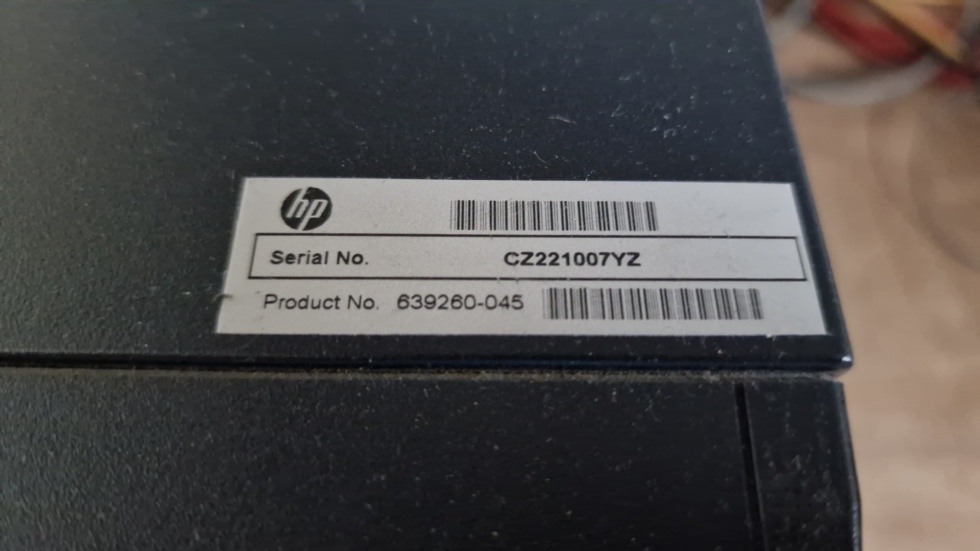 hp
Serial No. CZ221007YZ
Product No. 639260-045